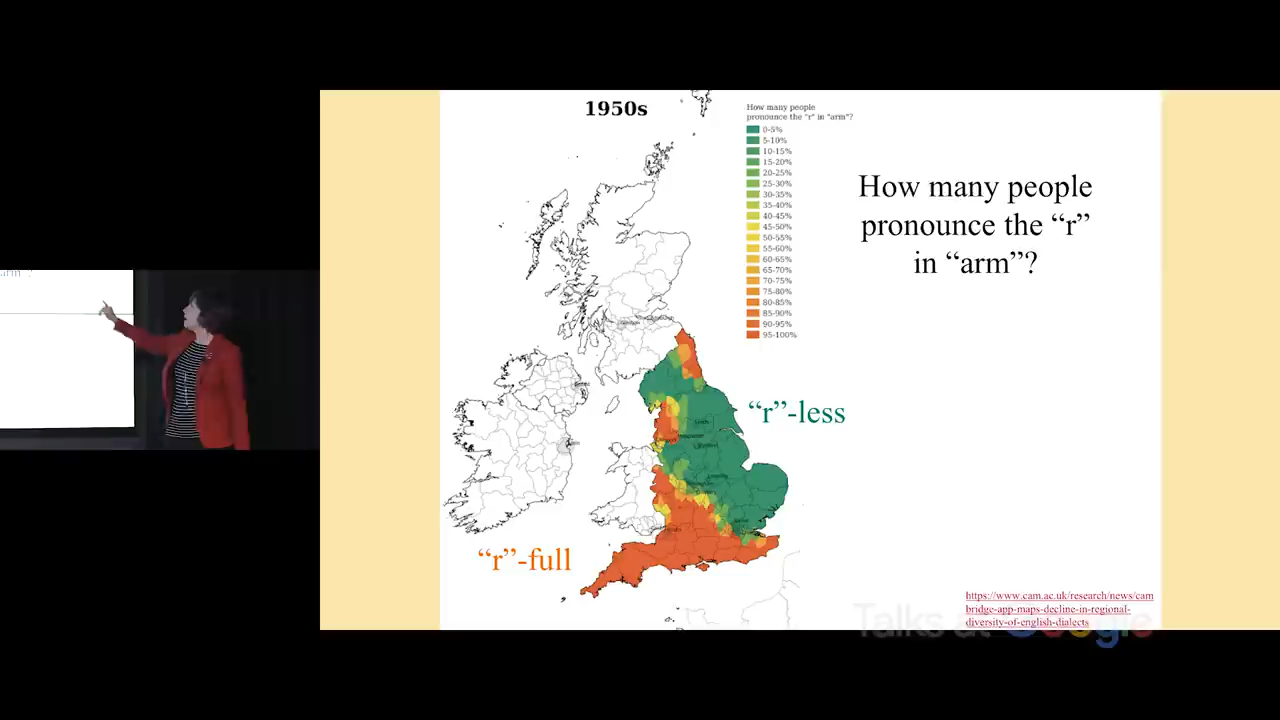 1950s
How many people
pronounce the "r" in "arm"?
0-5%
5-10%
10-15%
15-20%
20-25%
25-30%
30-35%
35-40%
40-45%
45-50%
50-55%
55-60%
60-65%
65-70%
70-75%
75-80%
80-85%
85-90%
90-95%
95-100%
How many people
pronounce the “r”
in “arm”?
“r”-less
“r”-full
https://www.cam.ac.uk/research/news/cam
bridge-app-maps-decline-in-regional-
diversity-of-english-dialects
Talks at Google